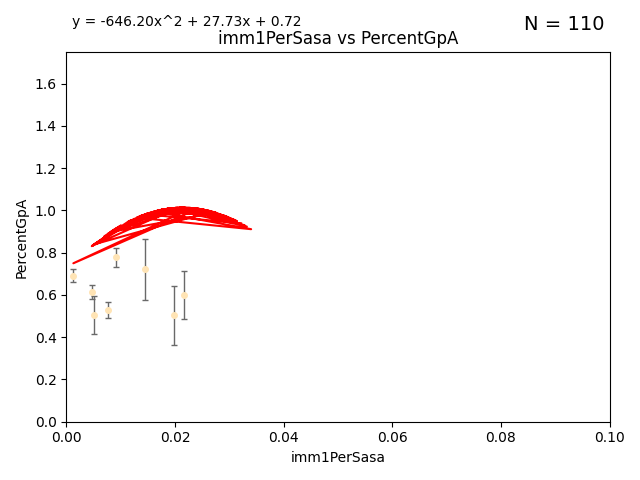 y = -646.20x^2 + 27.73x + 0.72
N = 110
imm1PerSasa vs PercentGpA
PercentGpA
1.6
1.4
1.2
1.0
0.8
0.6
0.4
0.2
0.0
0.00 0.02 0.04 0.06 0.08 0.10
imm1PerSasa